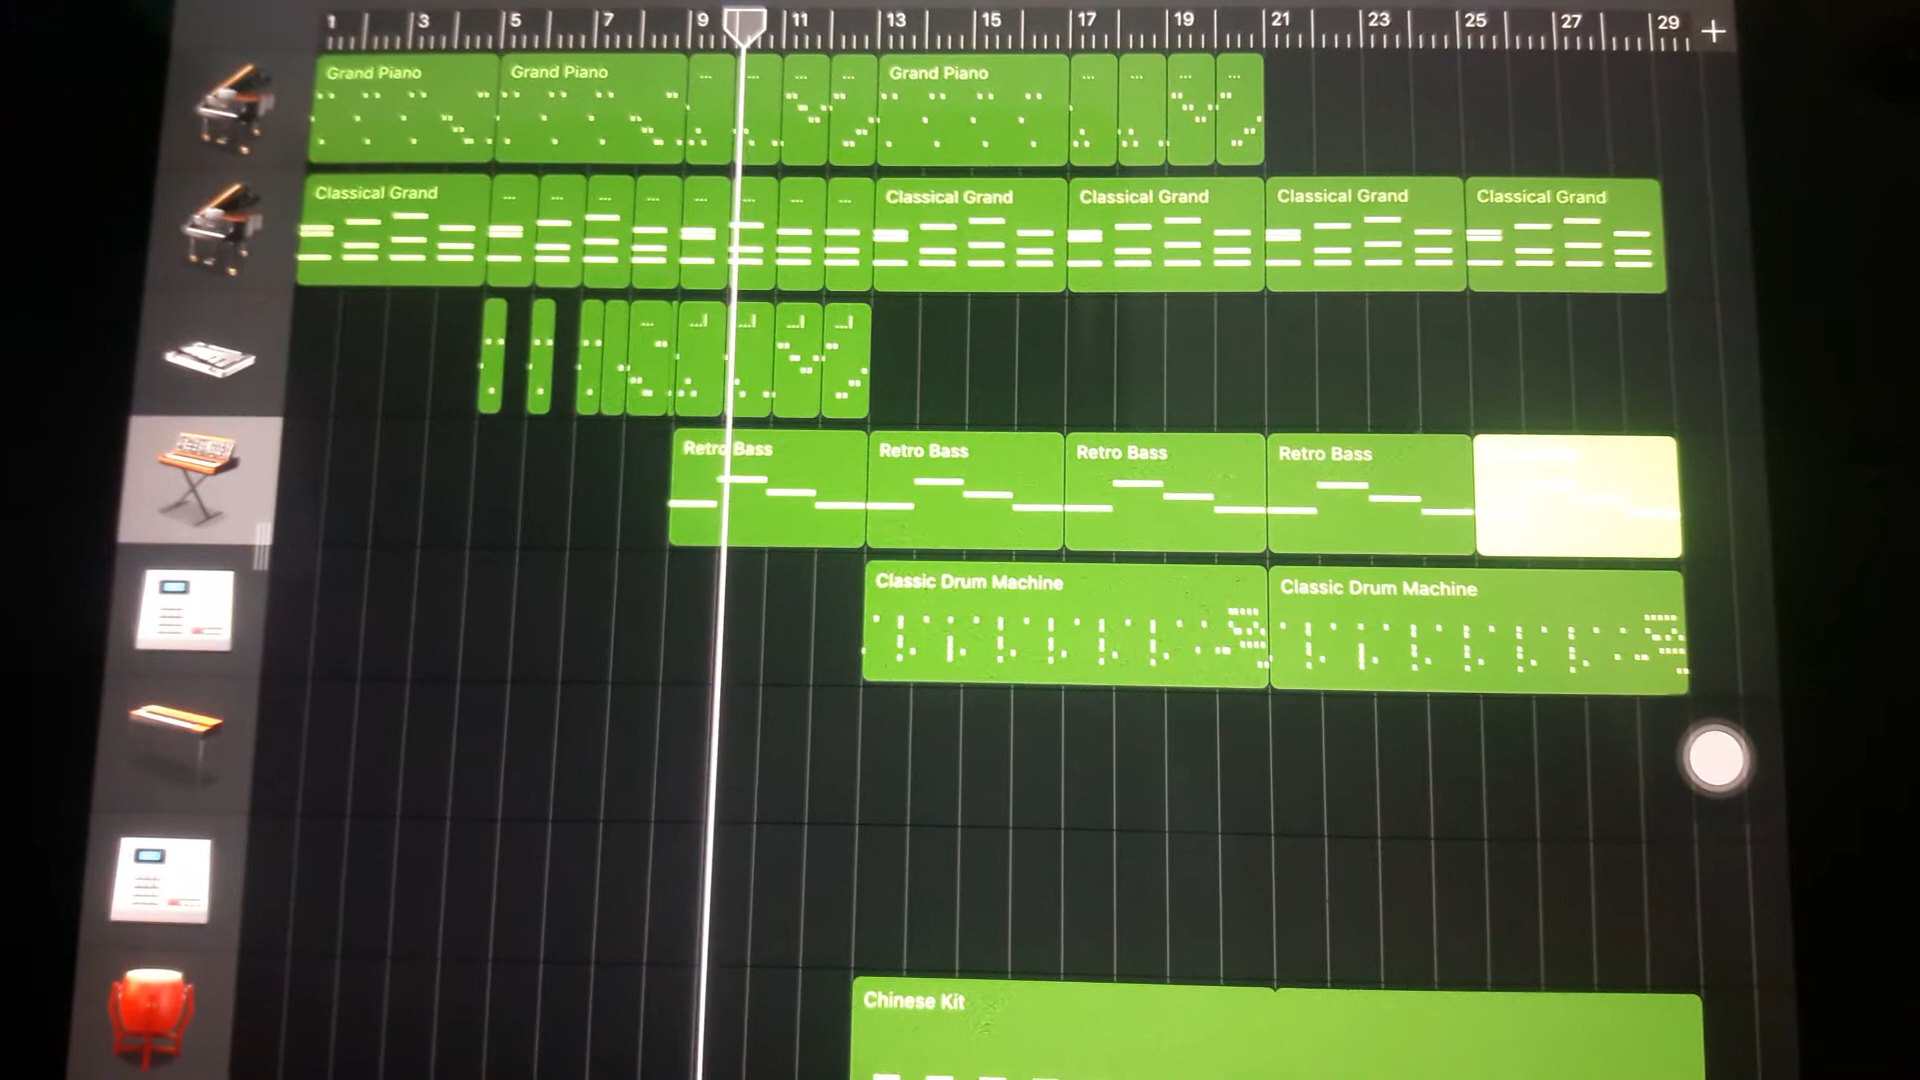 1 3 5 7 9 11 13 15 17 19 21 23 25 27 29 +
Grand Piano Grand Piano ... ... ... ... Grand Piano ... ... ... ...
Classical Grand ... ... ... ... ... ... ... ... Classical Grand Classical Grand Classical Grand Classical Grand
... ... ... ... ...
Retro Bass Retro Bass Retro Bass Retro Bass
Classic Drum Machine Classic Drum Machine
Chinese Kit